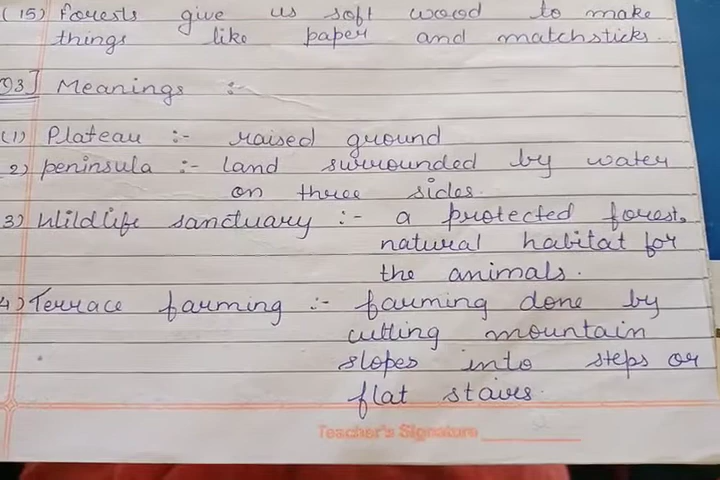 (15) Forests give us soft wood to make
things like paper and matchsticks.
Q3] Meanings :-
(1) Plateau :- raised ground
2) peninsula :- land surrounded by water
on three sides.
3) Wildlife sanctuary :- a protected forest,
natural habitat for
the animals.
4) Terrace farming :- farming done by
cutting mountain
slopes into steps or
flat stairs.
Teacher's Signature